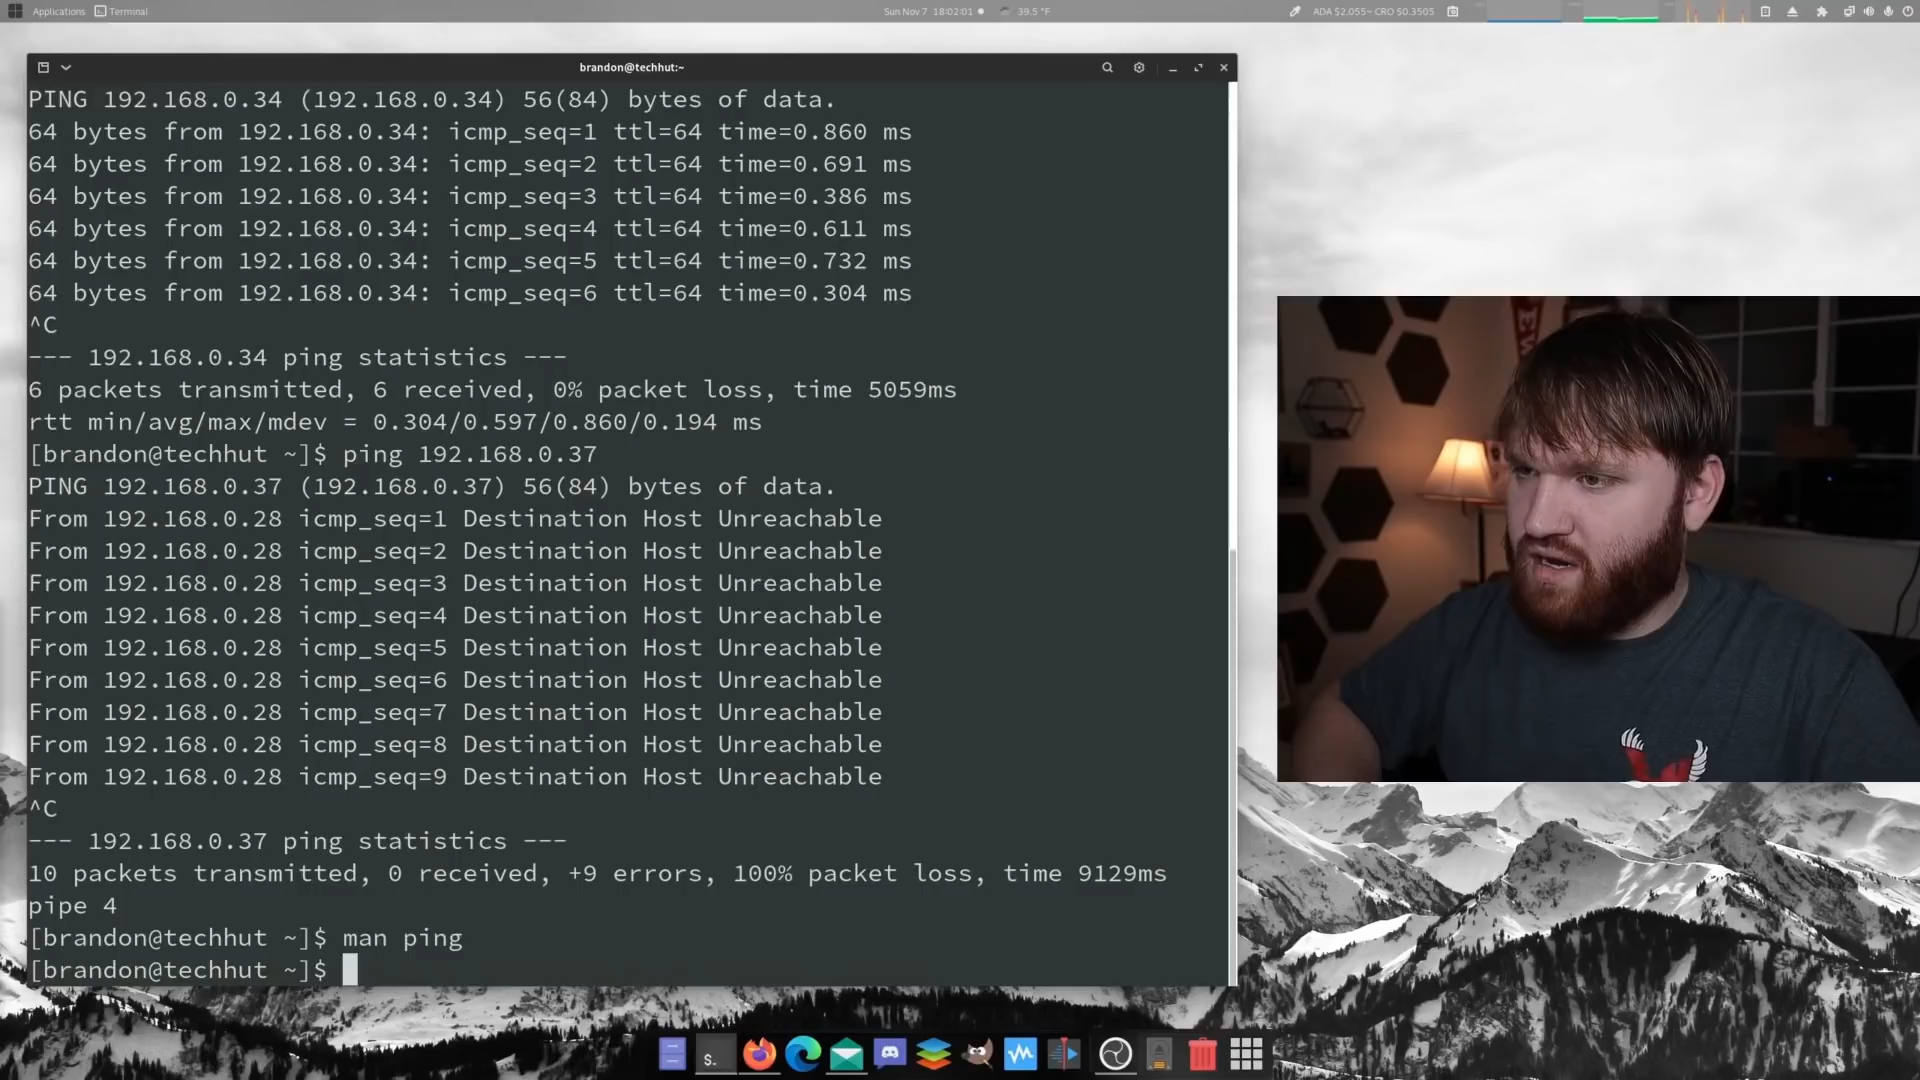 Applications Terminal Sun Nov 7 18:02:01 39.5 °F ADA $2.055~ CRO $0.3505
brandon@techhut:~
PING 192.168.0.34 (192.168.0.34) 56(84) bytes of data.
64 bytes from 192.168.0.34: icmp_seq=1 ttl=64 time=0.860 ms
64 bytes from 192.168.0.34: icmp_seq=2 ttl=64 time=0.691 ms
64 bytes from 192.168.0.34: icmp_seq=3 ttl=64 time=0.386 ms
64 bytes from 192.168.0.34: icmp_seq=4 ttl=64 time=0.611 ms
64 bytes from 192.168.0.34: icmp_seq=5 ttl=64 time=0.732 ms
64 bytes from 192.168.0.34: icmp_seq=6 ttl=64 time=0.304 ms
^C
--- 192.168.0.34 ping statistics ---
6 packets transmitted, 6 received, 0% packet loss, time 5059ms
rtt min/avg/max/mdev = 0.304/0.597/0.860/0.194 ms
[brandon@techhut ~]$ ping 192.168.0.37
PING 192.168.0.37 (192.168.0.37) 56(84) bytes of data.
From 192.168.0.28 icmp_seq=1 Destination Host Unreachable
From 192.168.0.28 icmp_seq=2 Destination Host Unreachable
From 192.168.0.28 icmp_seq=3 Destination Host Unreachable
From 192.168.0.28 icmp_seq=4 Destination Host Unreachable
From 192.168.0.28 icmp_seq=5 Destination Host Unreachable
From 192.168.0.28 icmp_seq=6 Destination Host Unreachable
From 192.168.0.28 icmp_seq=7 Destination Host Unreachable
From 192.168.0.28 icmp_seq=8 Destination Host Unreachable
From 192.168.0.28 icmp_seq=9 Destination Host Unreachable
^C
--- 192.168.0.37 ping statistics ---
10 packets transmitted, 0 received, +9 errors, 100% packet loss, time 9129ms
pipe 4
[brandon@techhut ~]$ man ping
[brandon@techhut ~]$
$.